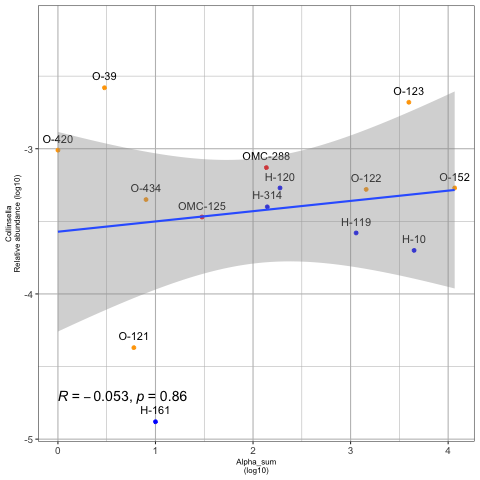 O-39
O-123
O-420
-3
OMC-288
H-120
O-122
O-152
O-434
H-314
OMC-125
H-119
H-10
Collinsella
Relative abundante (log10)
-4
O-121
R = −0.053, p = 0.86
H-161
-5
0 1 2 3 4
Alpha_sum
(log10)